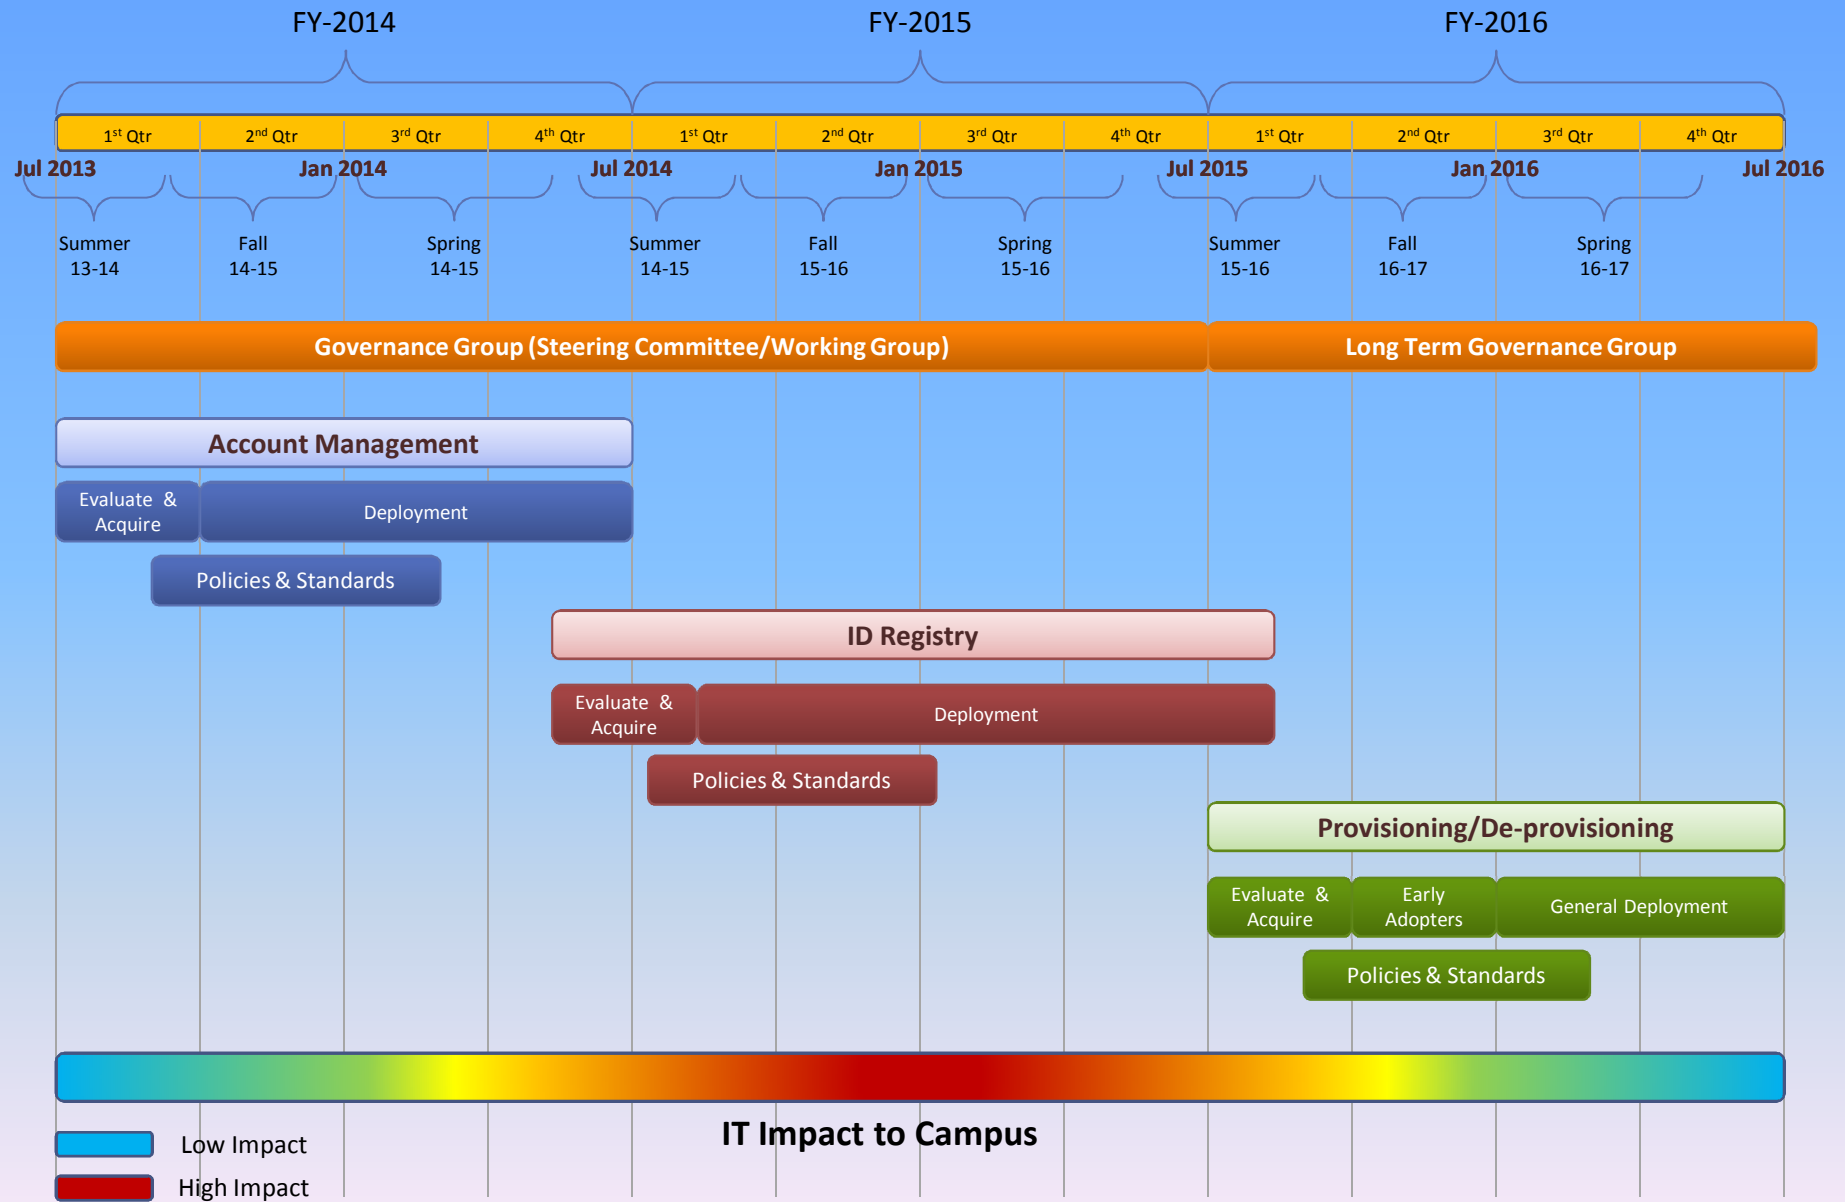 FY-2014 FY-2015 FY-2016
1st Qtr 2nd Qtr 3rd Qtr 4th Qtr 1st Qtr 2nd Qtr 3rd Qtr 4th Qtr 1st Qtr 2nd Qtr 3rd Qtr 4th Qtr
Jul 2013 Jan 2014 Jul 2014 Jan 2015 Jul 2015 Jan 2016 Jul 2016
Summer Fall Spring Summer Fall Spring Summer Fall Spring
13-14 14-15 14-15 14-15 15-16 15-16 15-16 16-17 16-17
Governance Group (Steering Committee/Working Group) Long Term Governance Group
Account Management
Evaluate &
Acquire
Deployment
Policies & Standards
ID Registry
Evaluate &
Acquire
Deployment
Policies & Standards
Provisioning/De-provisioning
Evaluate &
Acquire
Early
Adopters
General Deployment
Policies & Standards
IT Impact to Campus
Low Impact
High Impact